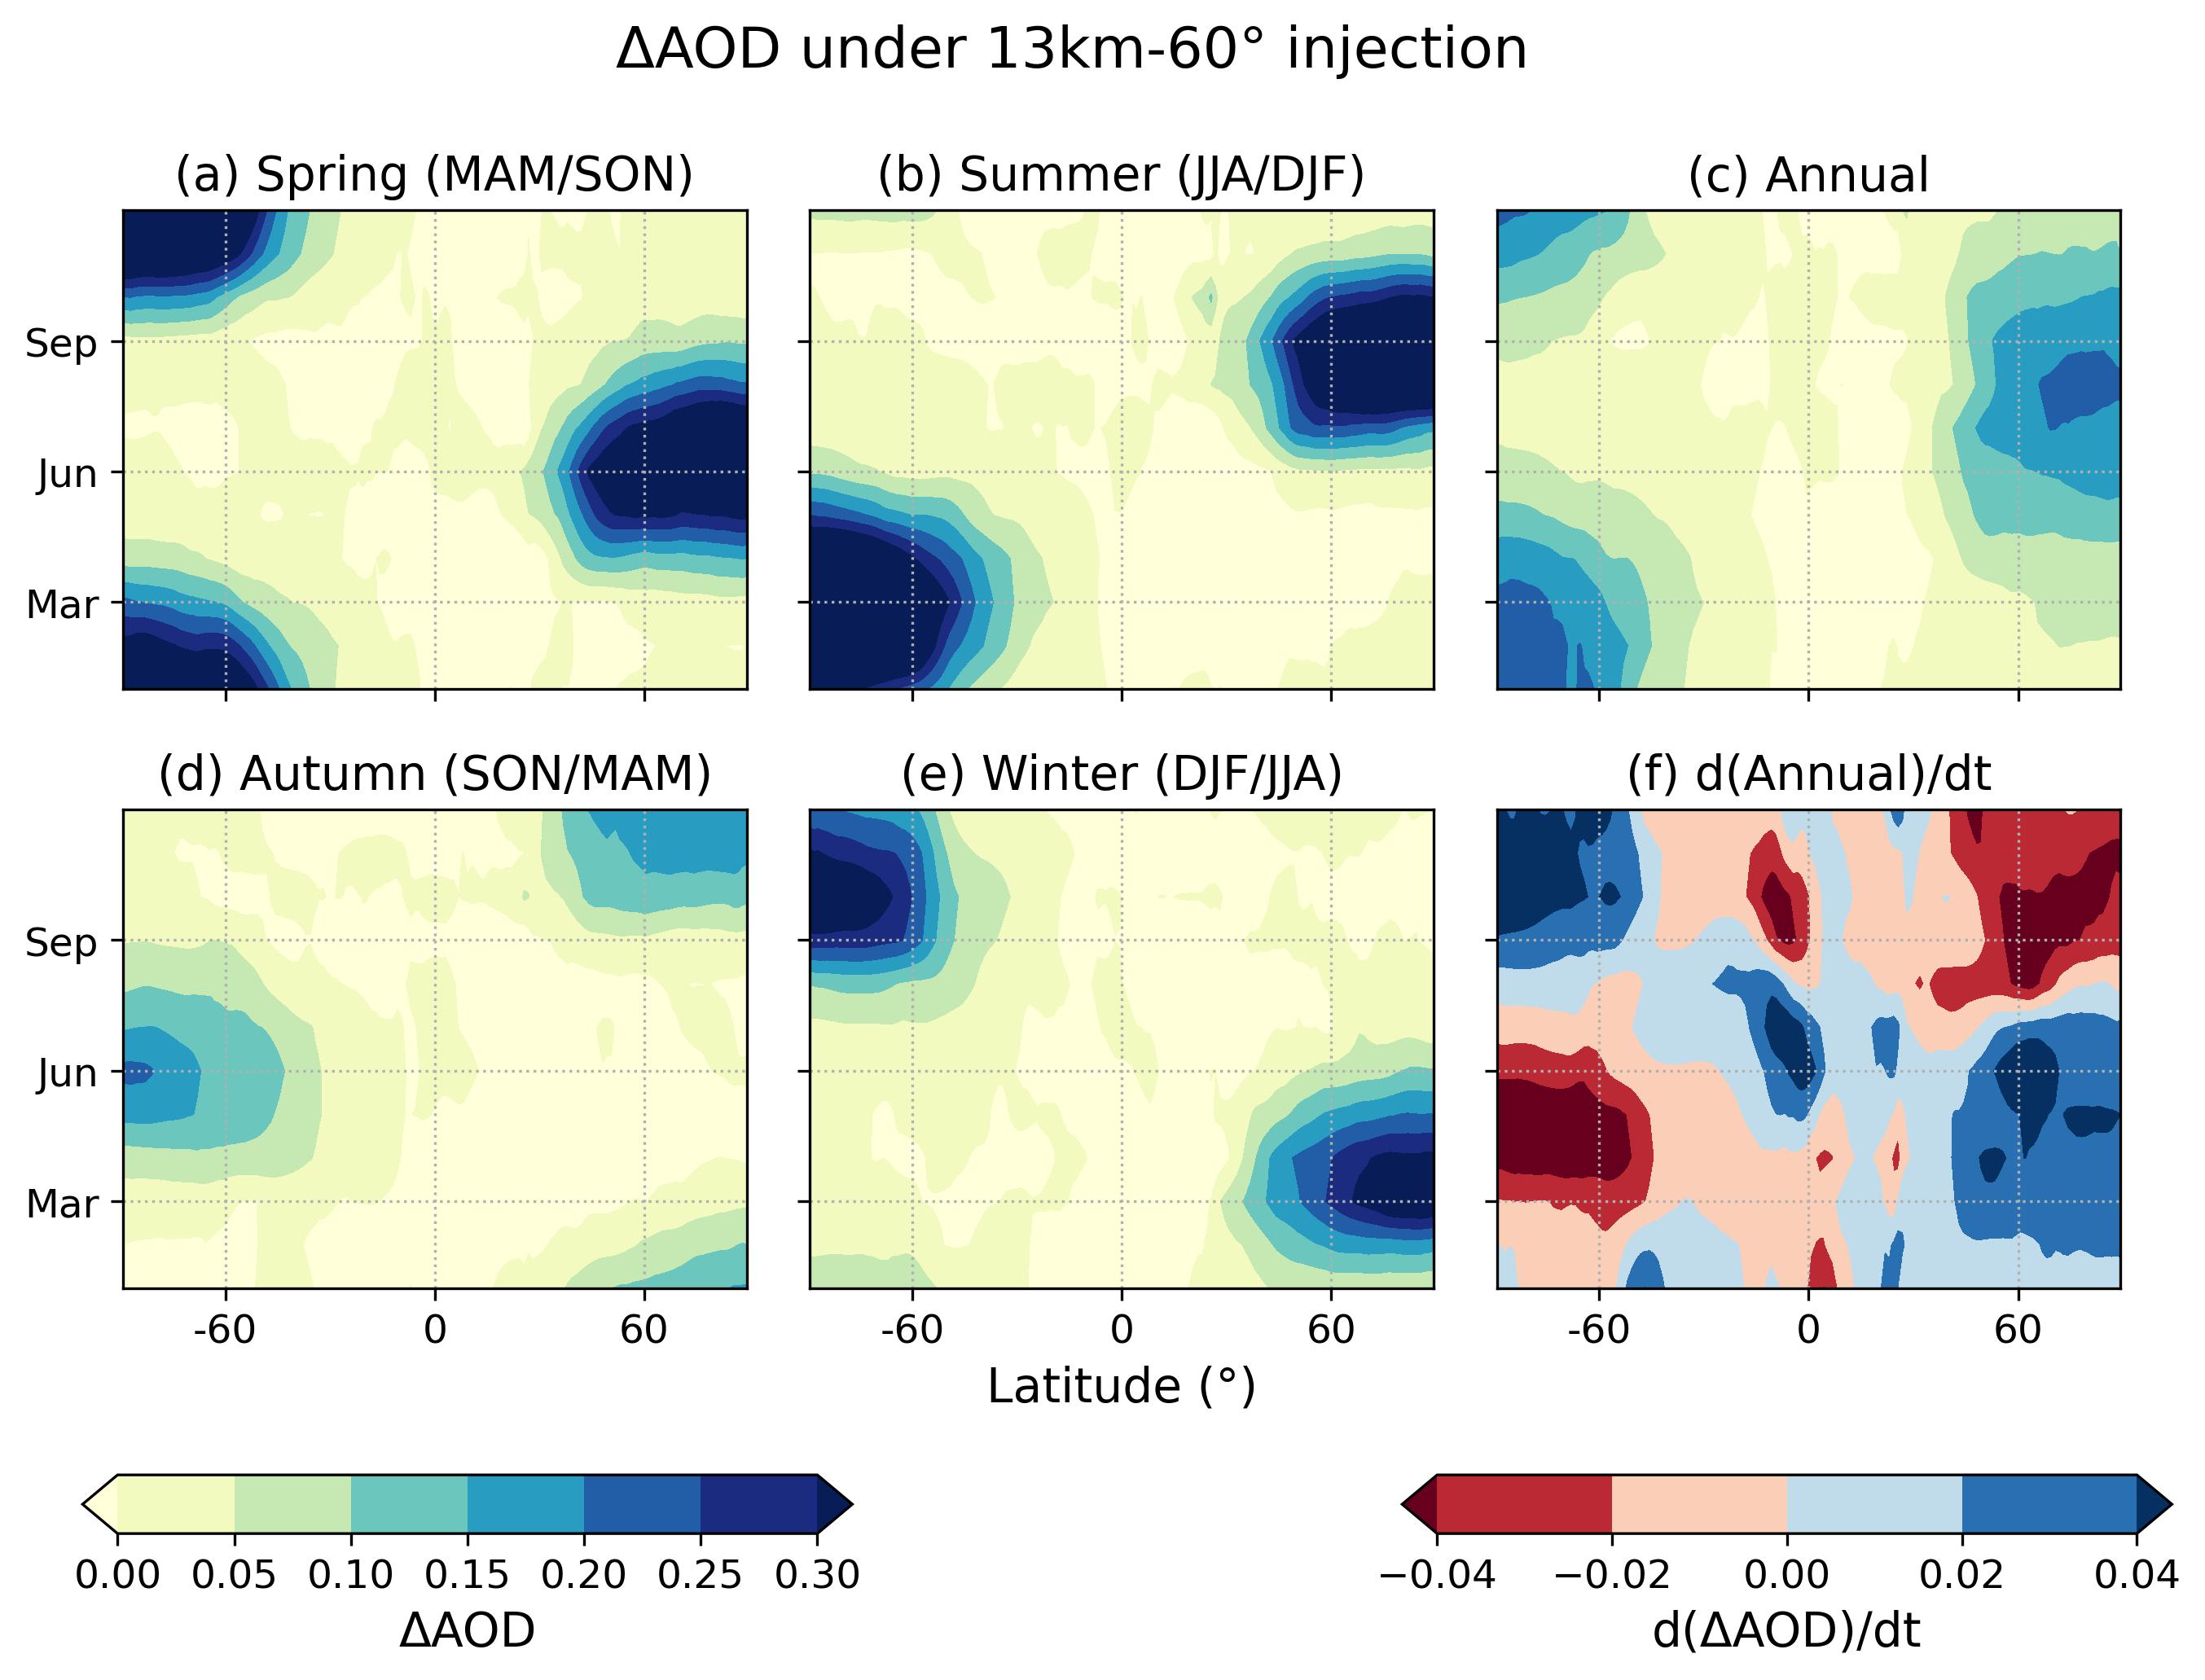 ΔAOD under 13km-60° injection
(a) Spring (MAM/SON)
(b) Summer (JJA/DJF)
(c) Annual
Sep
Jun
Mar
(d) Autumn (SON/MAM)
(e) Winter (DJF/JJA)
(f) d(Annual)/dt
Sep
Jun
Mar
-60 0 60
-60 0 60
-60 0 60
Latitude (°)
0.00 0.05 0.10 0.15 0.20 0.25 0.30
ΔAOD
−0.04 −0.02 0.00 0.02 0.04
d(ΔAOD)/dt